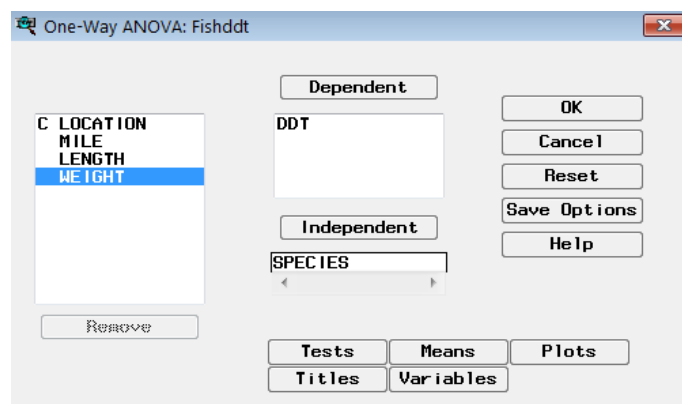 One-Way ANOVA: Fishddt
C LOCATION
MILE
LENGTH
WEIGHT
Remove
Dependent
DDT
Independent
SPECIES
OK
Cancel
Reset
Save Options
Help
Tests
Means
Plots
Titles
Variables